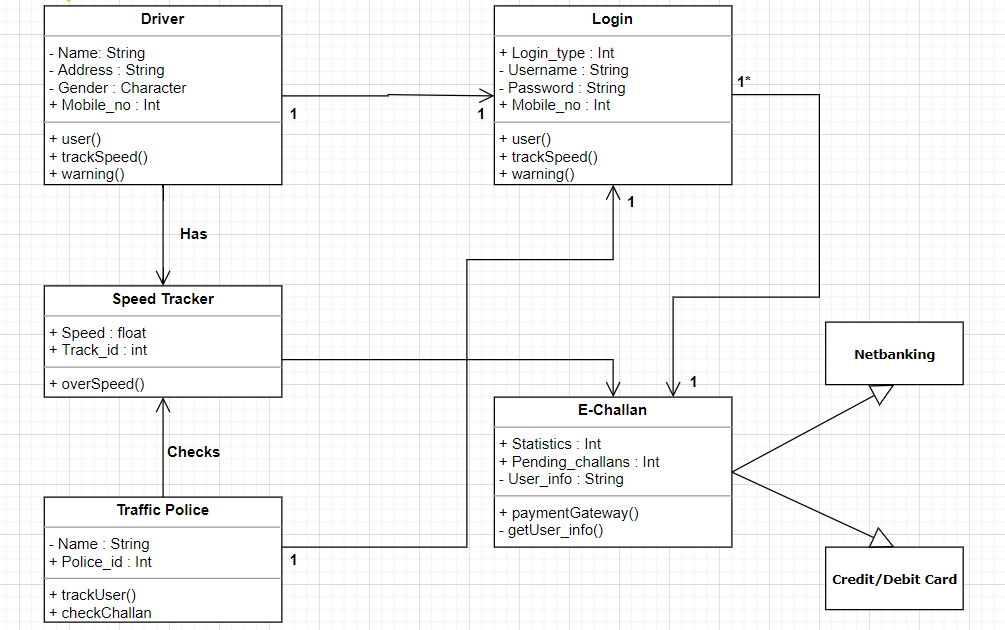 Driver
- Name: String
- Address : String
- Gender : Character
+ Mobile_no : Int
+ user()
+ trackSpeed()
+ warning()
1
1
Login
+ Login_type : Int
- Username : String
- Password : String
+ Mobile_no : Int
+ user()
+ trackSpeed()
+ warning()
1*
1
Has
Speed Tracker
+ Speed : float
+ Track_id : int
+ overSpeed()
Checks
Traffic Police
- Name : String
+ Police_id : Int
+ trackUser()
+ checkChallan
1
1
E-Challan
+ Statistics : Int
+ Pending_challans : Int
- User_info : String
+ paymentGateway()
- getUser_info()
Netbanking
Credit/Debit Card